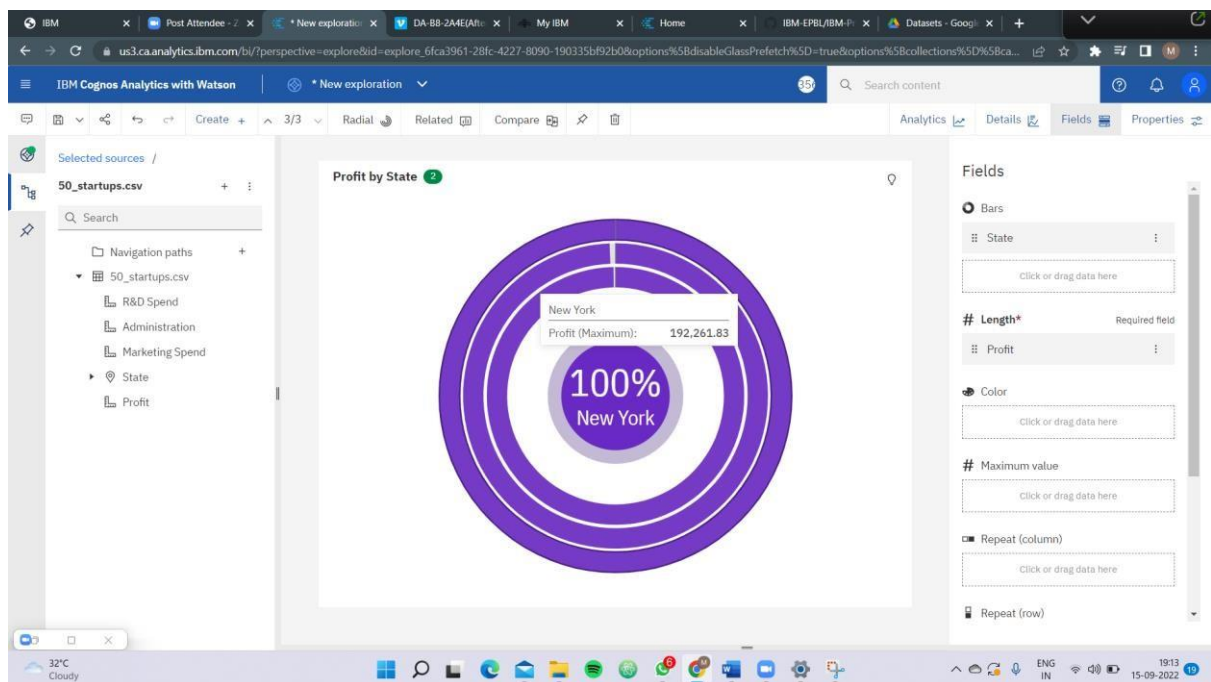 IBM
Post Attendee - Z
* New exploration
DA-BB-2A4E(Afte
My IBM
Home
IBM-EPBL/IBM-Pr
Datasets - Googl
us3.ca.analytics.ibm.com/bi/?perspective=explore&id=explore_6fca3961-28fc-4227-8090-190335bf92b0&options%5BdisableGlassPrefetch%5D=true&options%5Bcollections%5D%5Bca...
M
IBM Cognos Analytics with Watson
* New exploration
Search content
Create +
3/3
Radial
Related
Compare
Analytics
Details
Fields
Properties
Selected sources /
50_startups.csv
Search
Navigation paths
50_startups.csv
R&D Spend
Administration
Marketing Spend
State
Profit
Profit by State 2
New York
Profit (Maximum): 192,261.83
100%
New York
Fields
Bars
State
Click or drag data here
# Length* Required field
Profit
Color
Click or drag data here
# Maximum value
Click or drag data here
Repeat (column)
Click or drag data here
Repeat (row)
32°C
Cloudy
ENG
IN
19:13
15-09-2022
19